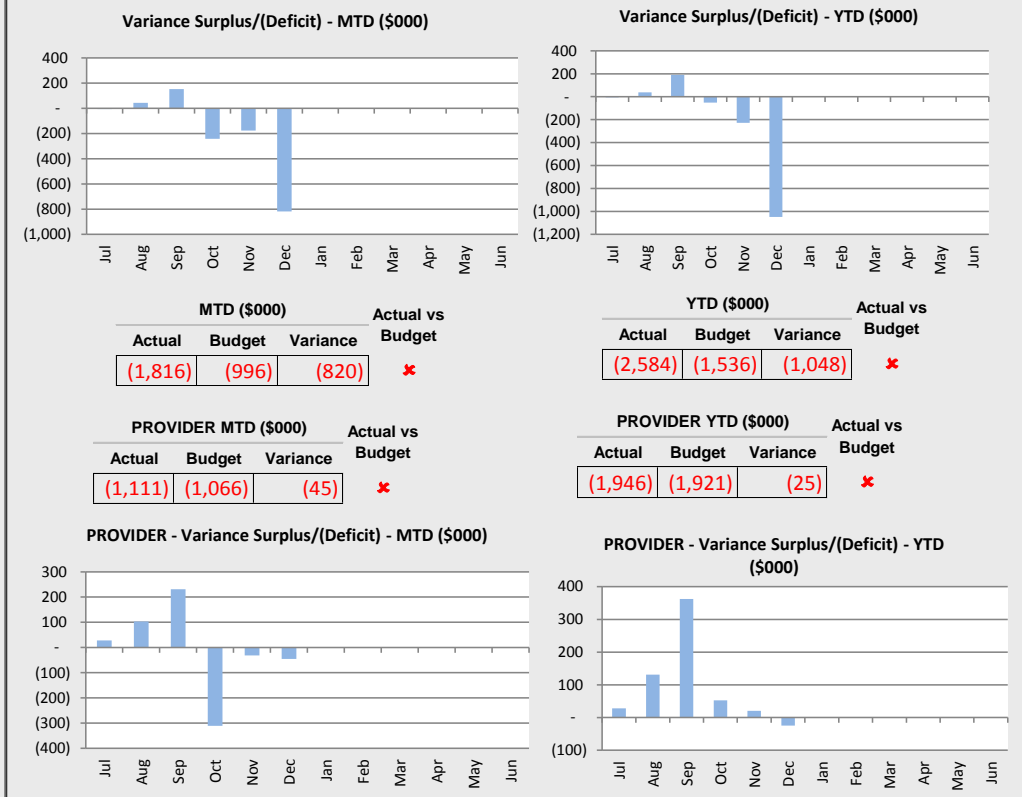 Variance Surplus/(Deficit) - MTD ($000)
400
200
-
(200)
(400)
(600)
(800)
(1,000)
Jul Aug Sep Oct Nov Dec Jan Feb Mar Apr May Jun
Variance Surplus/(Deficit) - YTD ($000)
400
200
-
(200)
(400)
(600)
(800)
(1,000)
(1,200)
Jul Aug Sep Oct Nov Dec Jan Feb Mar Apr May Jun
MTD ($000) Actual vs Budget
Actual Budget Variance
(1,816) (996) (820) ×
YTD ($000) Actual vs Budget
Actual Budget Variance
(2,584) (1,536) (1,048) ×
PROVIDER MTD ($000) Actual vs Budget
Actual Budget Variance
(1,111) (1,066) (45) ×
PROVIDER YTD ($000) Actual vs Budget
Actual Budget Variance
(1,946) (1,921) (25) ×
PROVIDER - Variance Surplus/(Deficit) - MTD ($000)
300
200
100
-
(100)
(200)
(300)
(400)
Jul Aug Sep Oct Nov Dec Jan Feb Mar Apr May Jun
PROVIDER - Variance Surplus/(Deficit) - YTD
($000)
400
300
200
100
-
(100)
Jul Aug Sep Oct Nov Dec Jan Feb Mar Apr May Jun